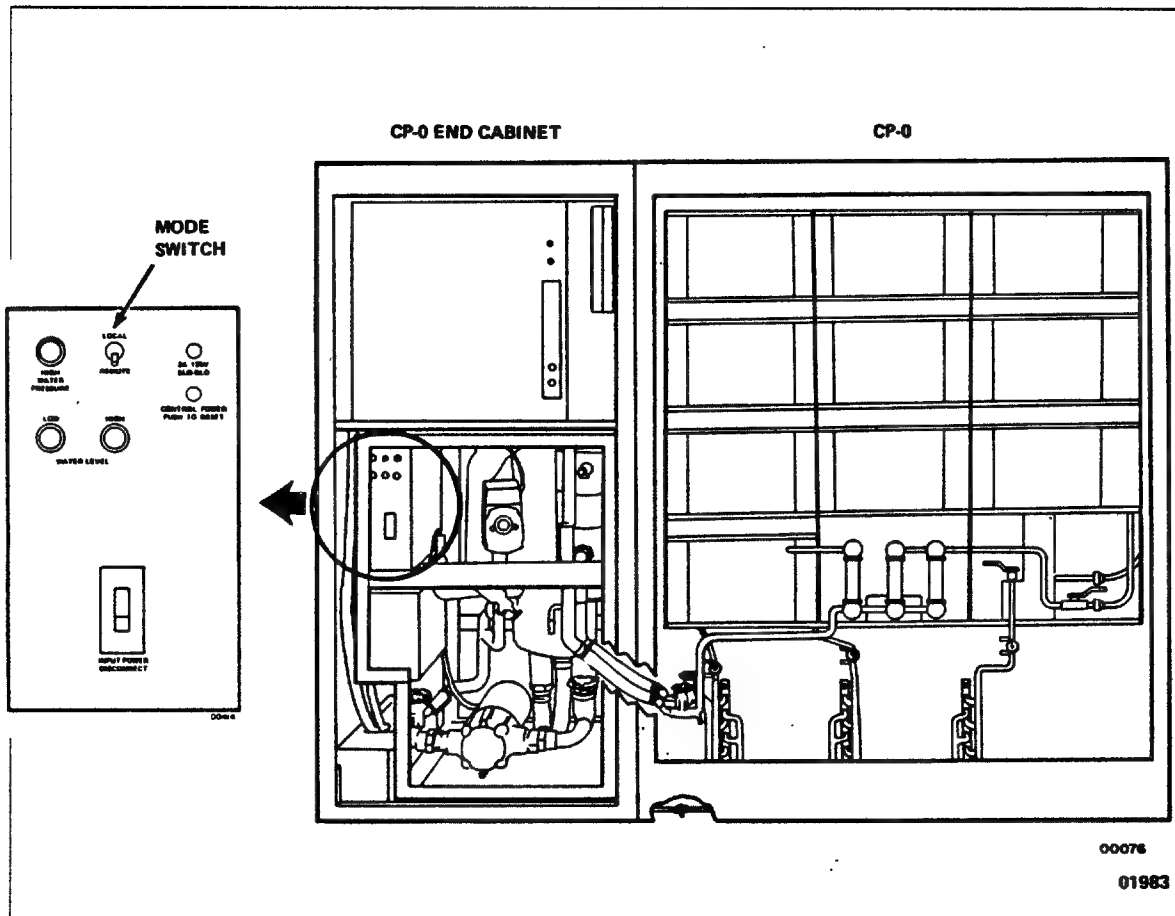 CP-0 END CABINET
CP-0
MODE
SWITCH
LOCAL
REMOTE
HIGH
WATER
PRESSURE
CENTRAL POWER
PUSH TO RESET
LOW
HIGH
WATER LEVEL
INPUT POWER
DISCONNECT
00076
01983